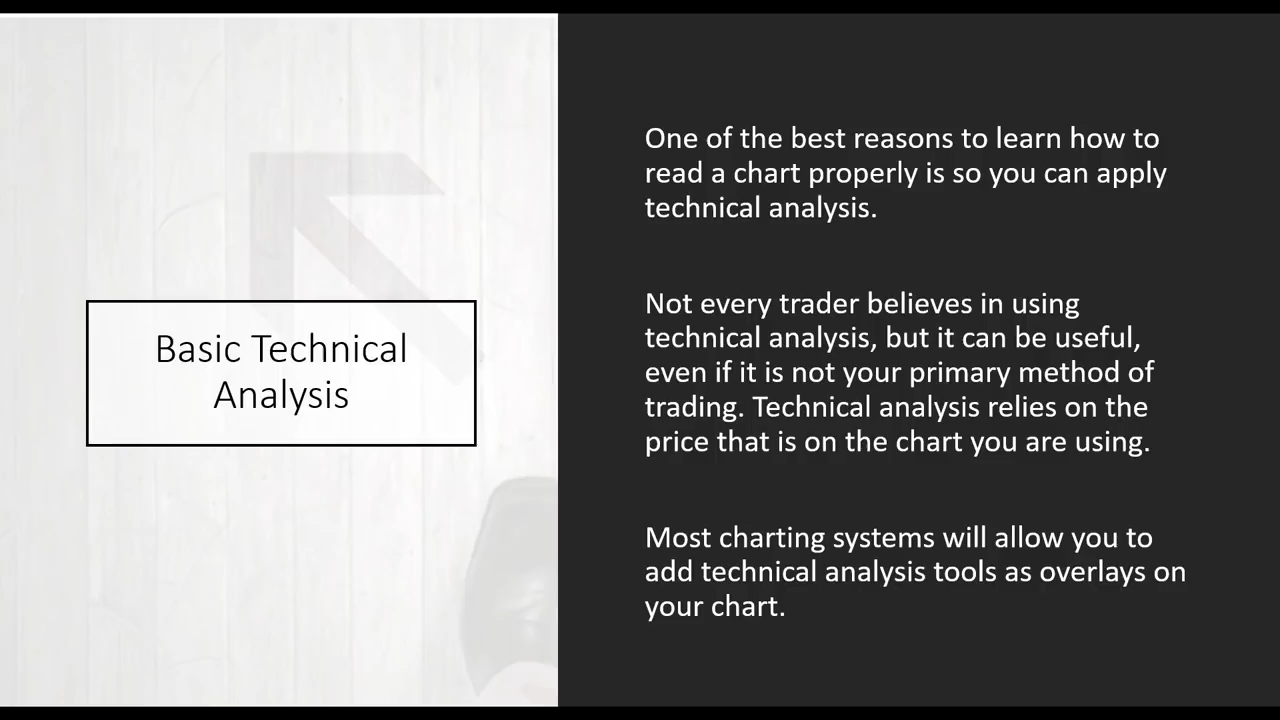 Basic Technical
Analysis
One of the best reasons to learn how to
read a chart properly is so you can apply
technical analysis.
Not every trader believes in using
technical analysis, but it can be useful,
even if it is not your primary method of
trading. Technical analysis relies on the
price that is on the chart you are using.
Most charting systems will allow you to
add technical analysis tools as overlays on
your chart.